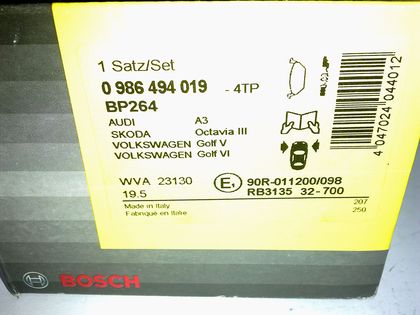 1 Satz/Set
0 986 494 019 - 4TP
BP264
AUDI A3
SKODA Octavia III
VOLKSWAGEN Golf V
VOLKSWAGEN Golf VI
WVA 23130
19.5
E1 90R-011200/098
RB3135 32-700
Made in Italy 207
Fabriqué en Italie 250
4 047024 044012
BOSCH